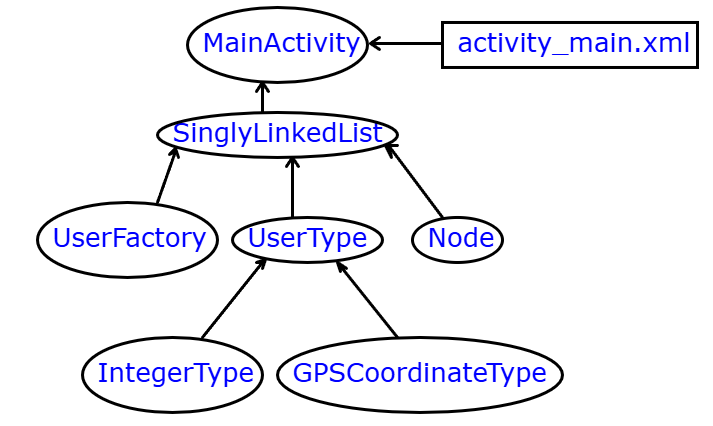 MainActivity
activity_main.xml
SinglyLinkedList
UserFactory
UserType
Node
IntegerType
GPSCoordinateType